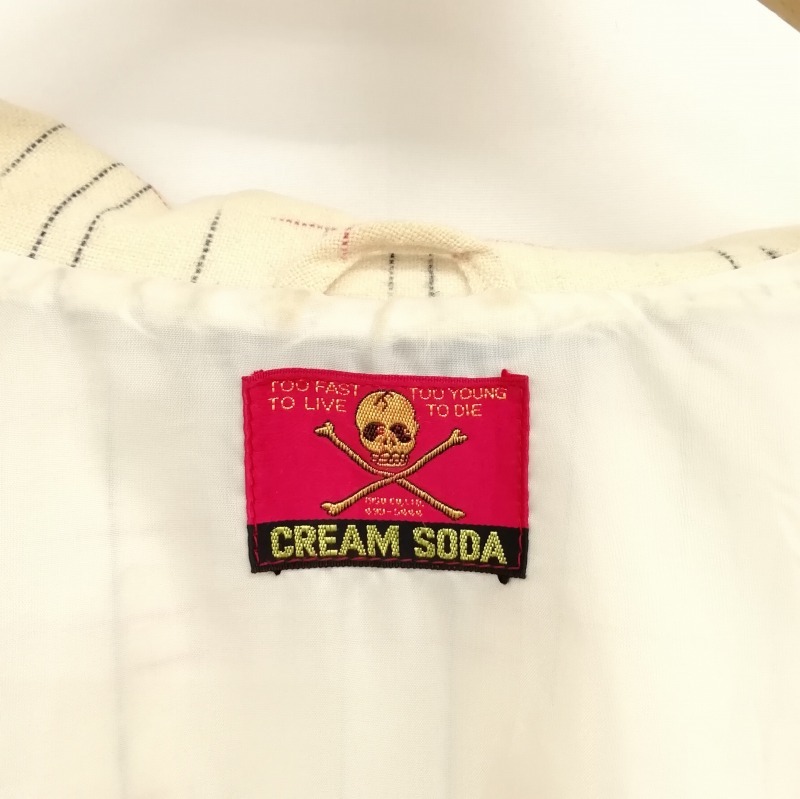 TOO FAST TOO YOUNG
TO LIVE TO DIE
CREAM SODA